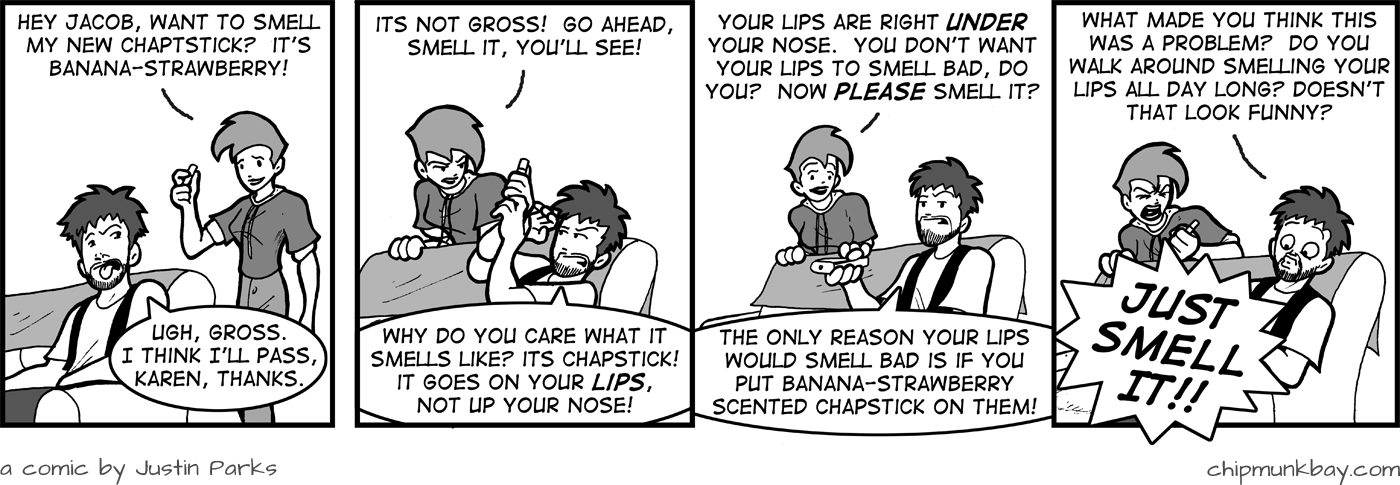 HEY JACOB, WANT TO SMELL
MY NEW CHAPTSTICK? IT'S
BANANA-STRAWBERRY!
UGH, GROSS.
I THINK I'LL PASS,
KAREN, THANKS.
ITS NOT GROSS! GO AHEAD,
SMELL IT, YOU'LL SEE!
WHY DO YOU CARE WHAT IT
SMELLS LIKE? ITS CHAPSTICK!
IT GOES ON YOUR LIPS,
NOT UP YOUR NOSE!
YOUR LIPS ARE RIGHT UNDER
YOUR NOSE. YOU DON'T WANT
YOUR LIPS TO SMELL BAD, DO
YOU? NOW PLEASE SMELL IT?
THE ONLY REASON YOUR LIPS
WOULD SMELL BAD IS IF YOU
PUT BANANA-STRAWBERRY
SCENTED CHAPSTICK ON THEM!
WHAT MADE YOU THINK THIS
WAS A PROBLEM? DO YOU
WALK AROUND SMELLING YOUR
LIPS ALL DAY LONG? DOESN'T
THAT LOOK FUNNY?
JUST
SMELL
IT!!
a comic by Justin Parks
chipmunkbay.com